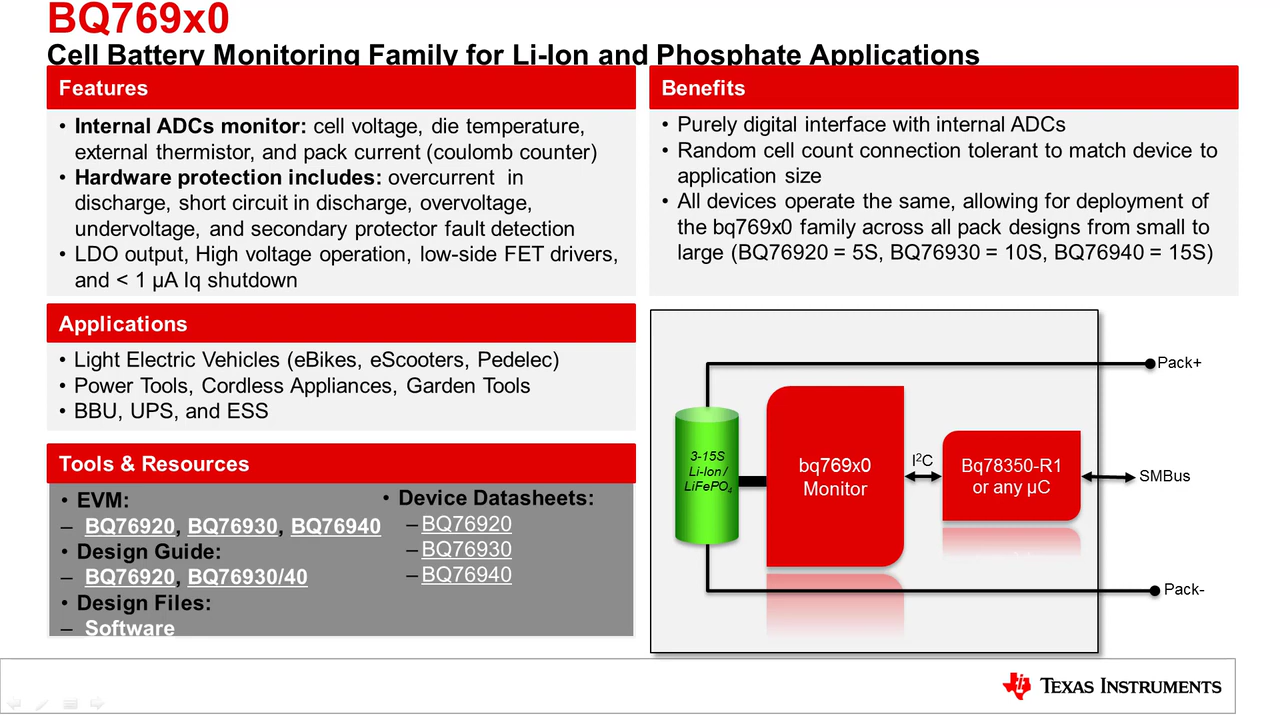 BQ769x0
Cell Battery Monitoring Family for Li-Ion and Phosphate Applications
Features
• Internal ADCs monitor: cell voltage, die temperature,
external thermistor, and pack current (coulomb counter)
• Hardware protection includes: overcurrent in
discharge, short circuit in discharge, overvoltage,
undervoltage, and secondary protector fault detection
• LDO output, High voltage operation, low-side FET drivers,
and < 1 µA Iq shutdown
Benefits
• Purely digital interface with internal ADCs
• Random cell count connection tolerant to match device to
application size
• All devices operate the same, allowing for deployment of
the bq769x0 family across all pack designs from small to
large (BQ76920 = 5S, BQ76930 = 10S, BQ76940 = 15S)
Applications
• Light Electric Vehicles (eBikes, eScooters, Pedelec)
• Power Tools, Cordless Appliances, Garden Tools
• BBU, UPS, and ESS
Tools & Resources
• EVM:
– BQ76920, BQ76930, BQ76940
• Design Guide:
– BQ76920, BQ76930/40
• Design Files:
– Software
• Device Datasheets:
– BQ76920
– BQ76930
– BQ76940
Pack+
3-15S
Li-Ion /
LiFePO₄
bq769x0
Monitor
I²C
Bq78350-R1
or any µC
SMBus
Pack-
TEXAS INSTRUMENTS